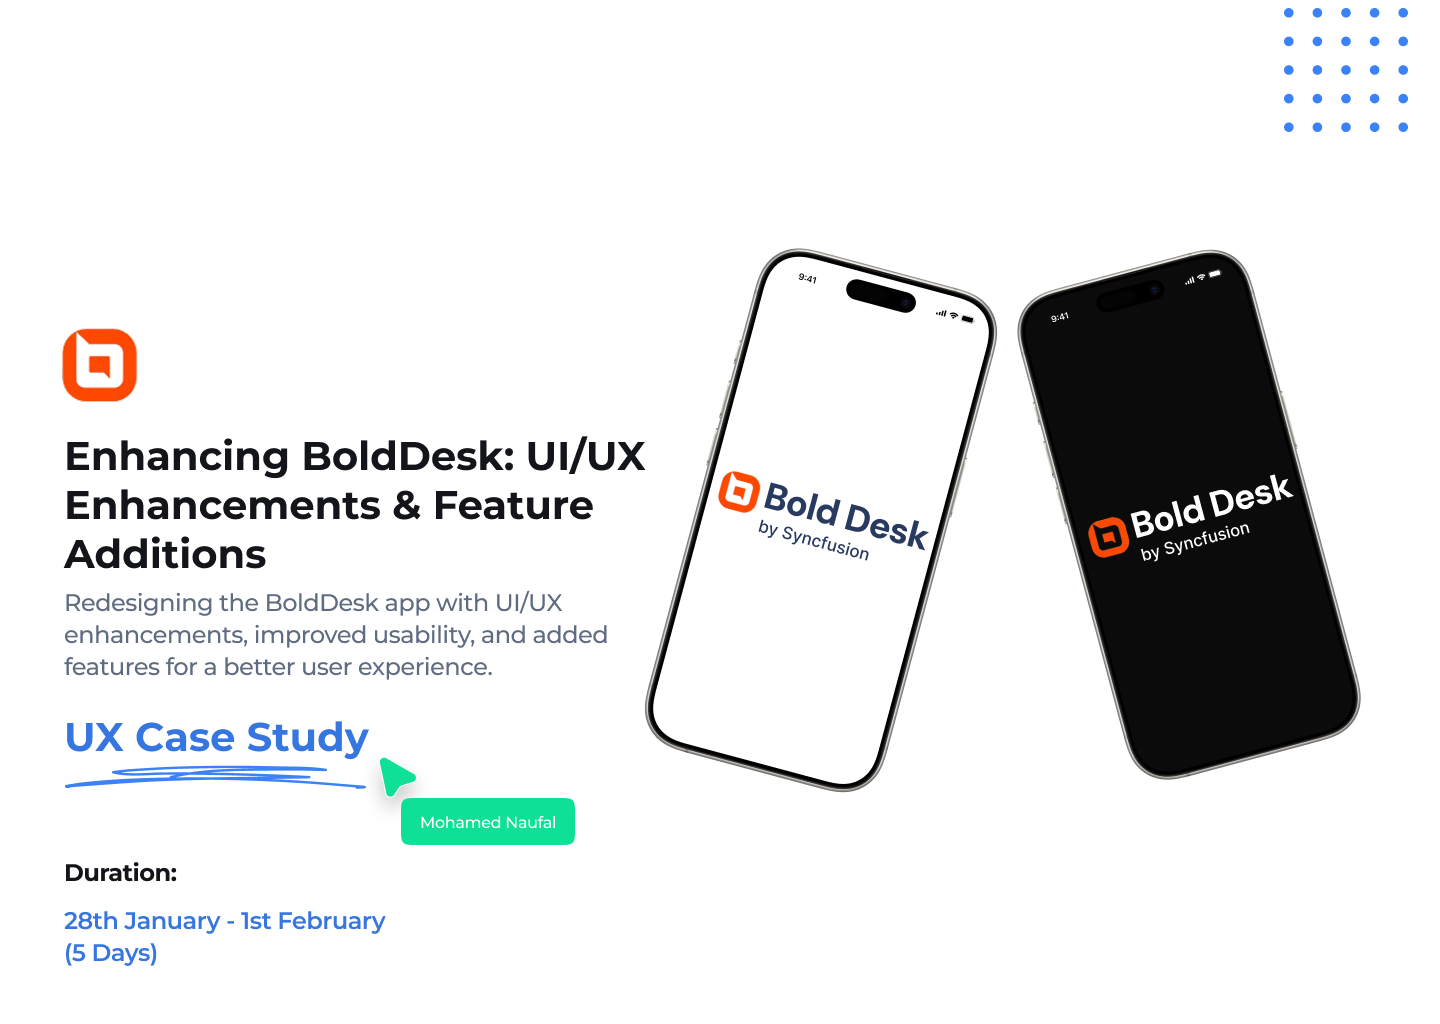 Enhancing BoldDesk: UI/UX
Enhancements & Feature
Additions
Redesigning the BoldDesk app with UI/UX
enhancements, improved usability, and added
features for a better user experience.
UX Case Study
Mohamed Naufal
Duration:
28th January - 1st February
(5 Days)
9:41
Bold Desk
by Syncfusion
9:41
Bold Desk
by Syncfusion